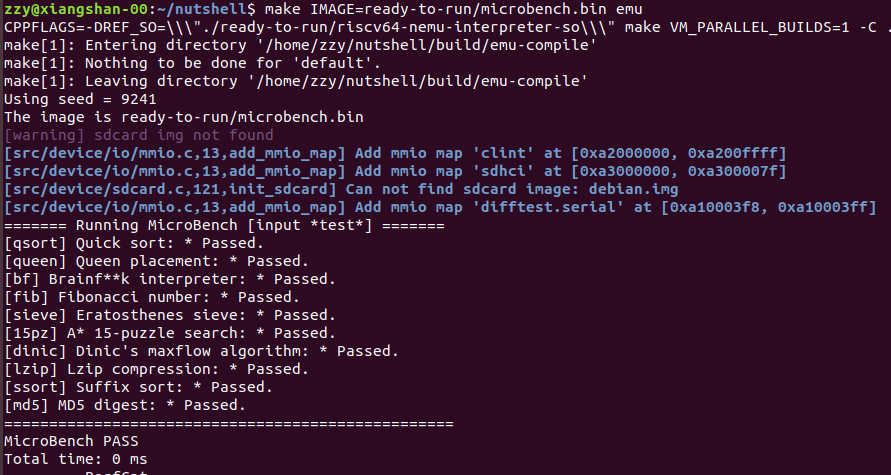 zzy@xiangshan-00:~/nutshell$ make IMAGE=ready-to-run/microbench.bin emu
CPPFLAGS=-DREF_SO=\\\"./ready-to-run/riscv64-nemu-interpreter-so\\\" make VM_PARALLEL_BUILDS=1 -C .
make[1]: Entering directory '/home/zzy/nutshell/build/emu-compile'
make[1]: Nothing to be done for 'default'.
make[1]: Leaving directory '/home/zzy/nutshell/build/emu-compile'
Using seed = 9241
The image is ready-to-run/microbench.bin
[warning] sdcard img not found
[src/device/io/mmio.c,13,add_mmio_map] Add mmio map 'clint' at [0xa2000000, 0xa200ffff]
[src/device/io/mmio.c,13,add_mmio_map] Add mmio map 'sdhci' at [0xa3000000, 0xa300007f]
[src/device/sdcard.c,121,init_sdcard] Can not find sdcard image: debian.img
[src/device/io/mmio.c,13,add_mmio_map] Add mmio map 'difftest.serial' at [0xa10003f8, 0xa10003ff]
======= Running MicroBench [input *test*] =======
[qsort] Quick sort: * Passed.
[queen] Queen placement: * Passed.
[bf] Brainf**k interpreter: * Passed.
[fib] Fibonacci number: * Passed.
[sieve] Eratosthenes sieve: * Passed.
[15pz] A* 15-puzzle search: * Passed.
[dinic] Dinic's maxflow algorithm: * Passed.
[lzip] Lzip compression: * Passed.
[ssort] Suffix sort: * Passed.
[md5] MD5 digest: * Passed.
==================================================
MicroBench PASS
Total time: 0 ms